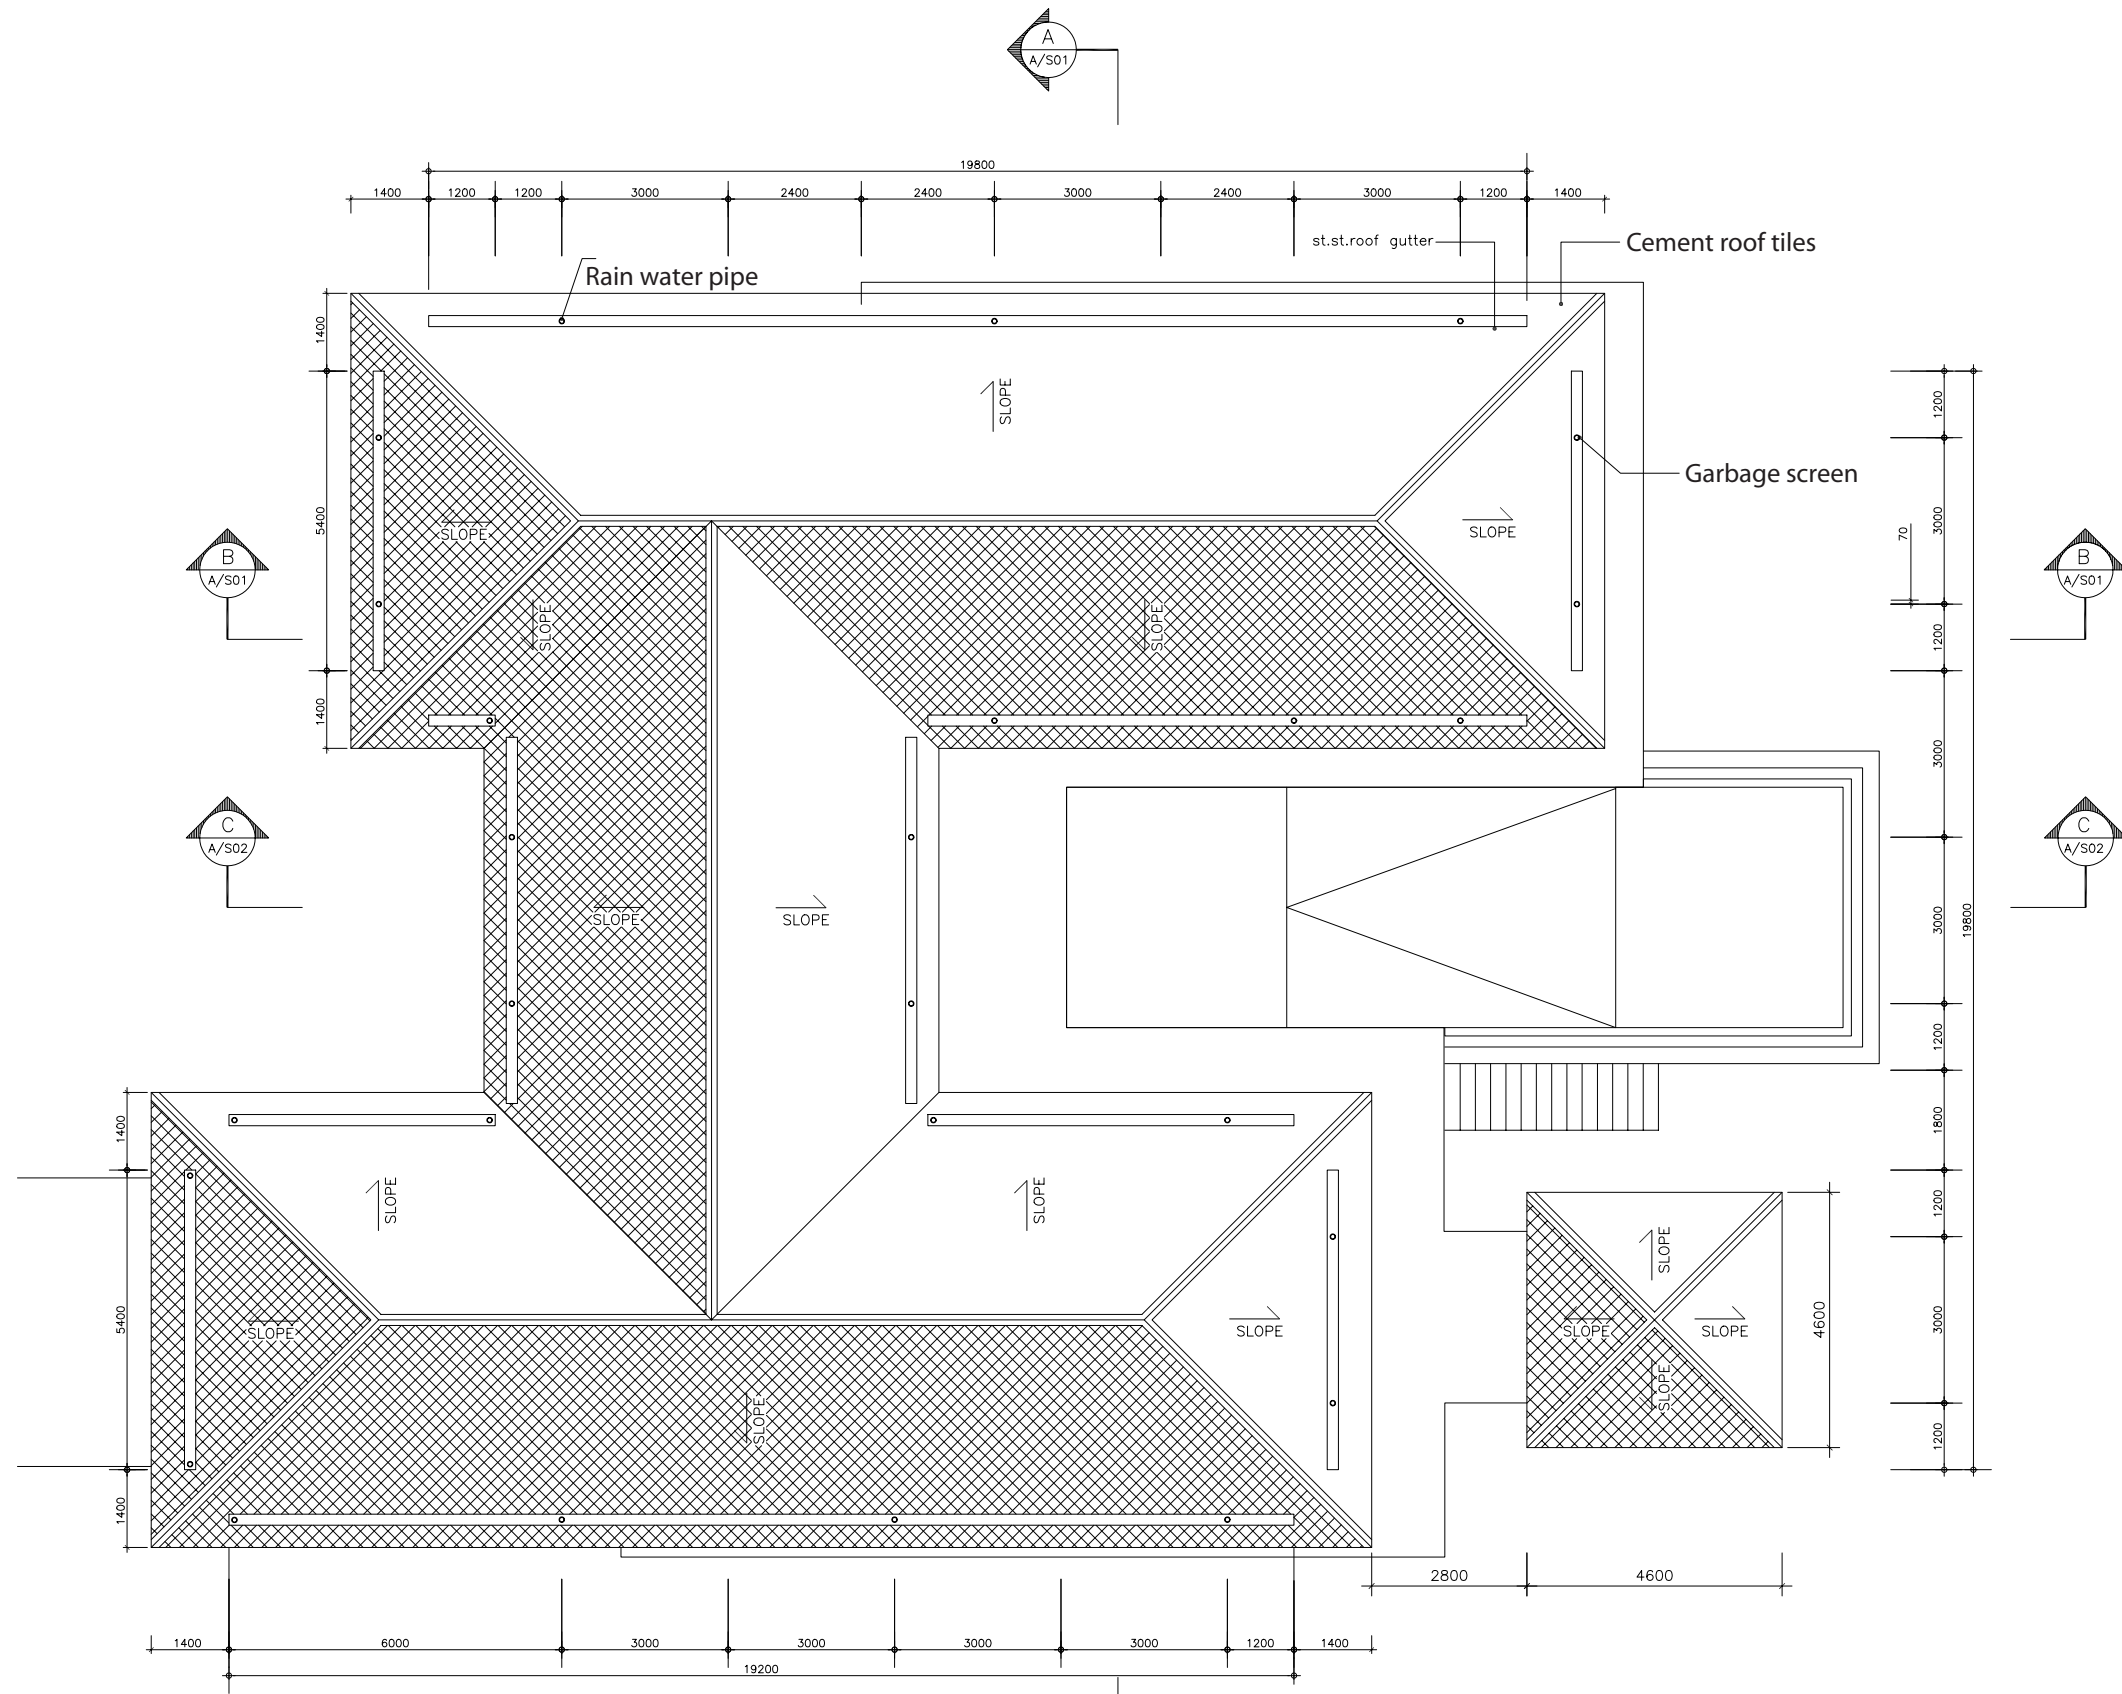 A
A/S01
19800
1400 1200 1200 3000 2400 2400 3000 2400 3000 1200 1400
st.st.roof gutter
Cement roof tiles
Rain water pipe
1400
SLOPE
1200
Garbage screen
5400
SLOPE
SLOPE
3000
70
B
A/S01
B
A/S01
SLOPE
SLOPE
1200
1400
3000
C
A/S02
C
A/S02
SLOPE
SLOPE
3000
19800
1200
1400
1800
SLOPE
SLOPE
1200
SLOPE
5400
SLOPE
SLOPE
SLOPE
SLOPE
4600
3000
SLOPE
SLOPE
1200
1400
2800
4600
1400 6000 3000 3000 3000 3000 1200 1400
19200